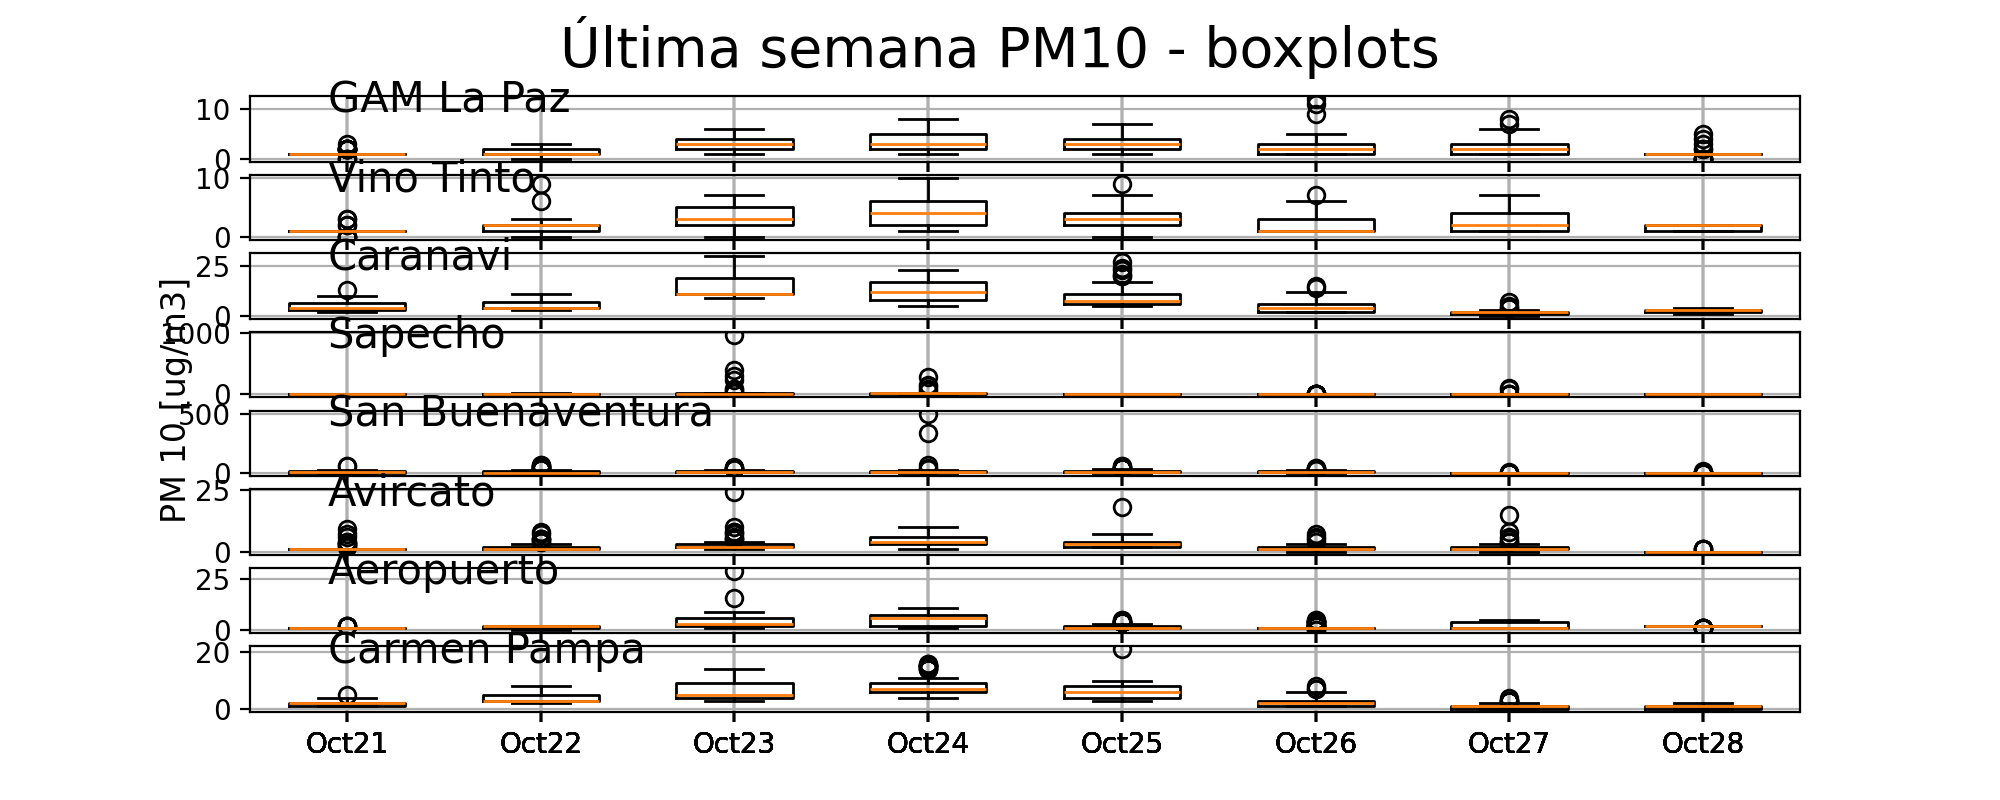 Última semana PM10 - boxplots
GAM La Paz
10
0
Vino Tinto
10
0
Caranavi
25
0
PM 10 [ug/m3]
Sapecho
1000
0
San Buenaventura
500
0
Avircato
25
0
Aeropuerto
25
0
Carmen Pampa
20
0
Oct21 Oct22 Oct23 Oct24 Oct25 Oct26 Oct27 Oct28